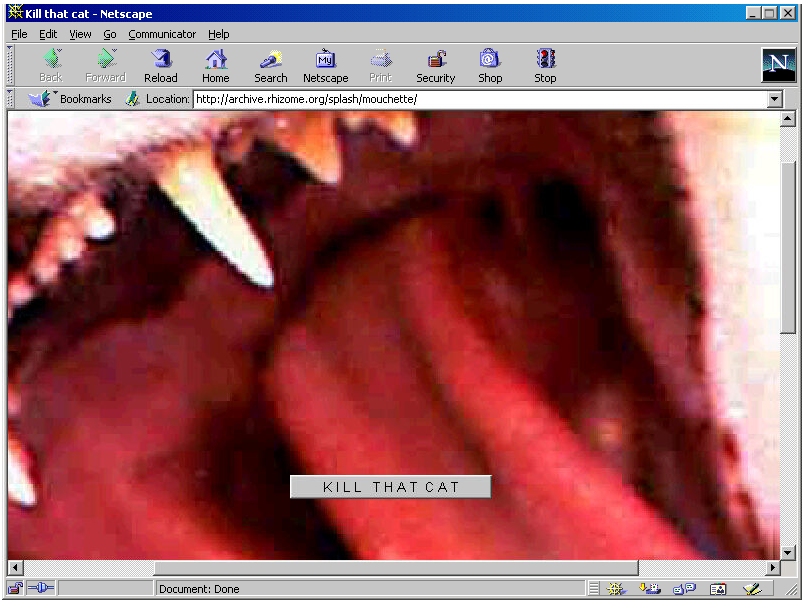 Kill that cat - Netscape
File Edit View Go Communicator Help
My
N
Back Forward Reload Home Search Netscape Print Security Shop Stop
Bookmarks Location: http://archive.rhizome.org/splash/mouchette/
KILL THAT CAT
Document: Done